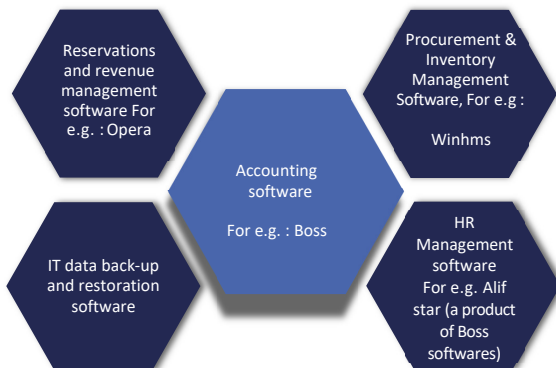 Reservations
and revenue
management
software For
e.g. : Opera
Procurement &
Inventory
Management
Software, For e.g :
Winhms
Accounting
software
For e.g. : Boss
IT data back-up
and restoration
software
HR
Management
software
For e.g. Alif
star (a product
of Boss
softwares)